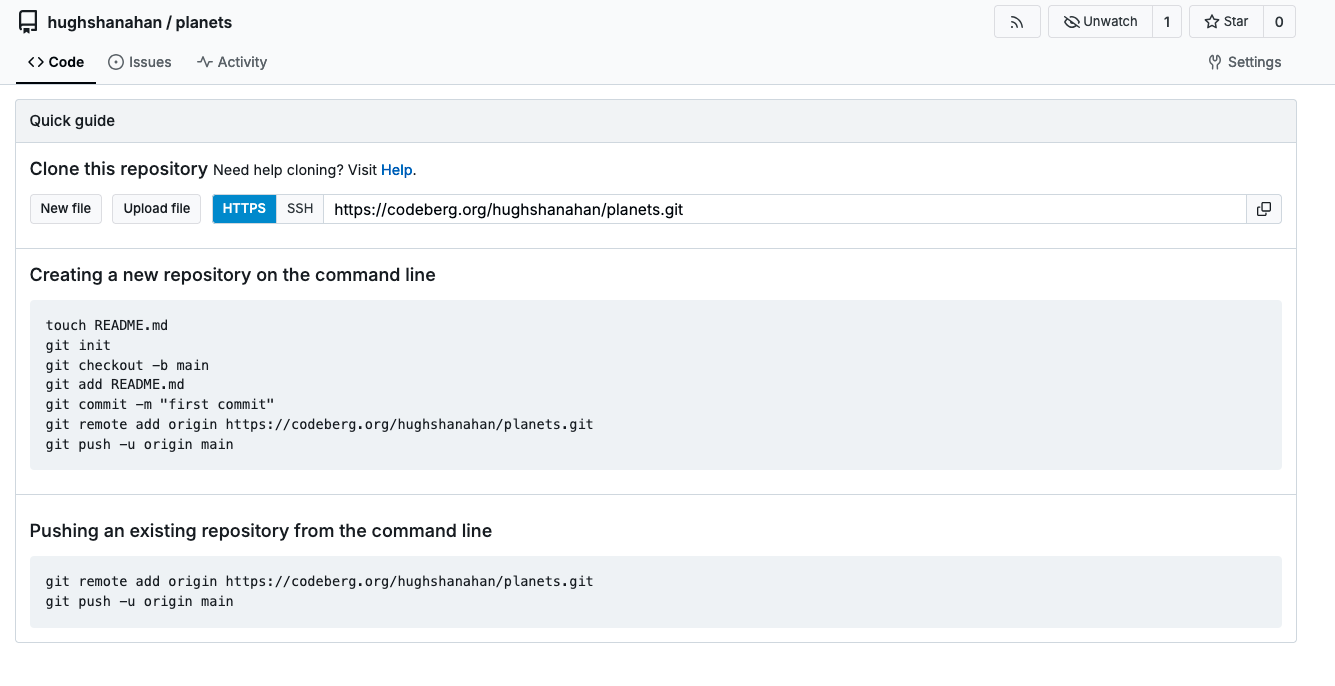 hughshanahan / planets
Unwatch 1 Star 0
Code Issues Activity Settings
Quick guide
Clone this repository Need help cloning? Visit Help.
New file Upload file HTTPS SSH https://codeberg.org/hughshanahan/planets.git
Creating a new repository on the command line
touch README.md
git init
git checkout -b main
git add README.md
git commit -m "first commit"
git remote add origin https://codeberg.org/hughshanahan/planets.git
git push -u origin main
Pushing an existing repository from the command line
git remote add origin https://codeberg.org/hughshanahan/planets.git
git push -u origin main